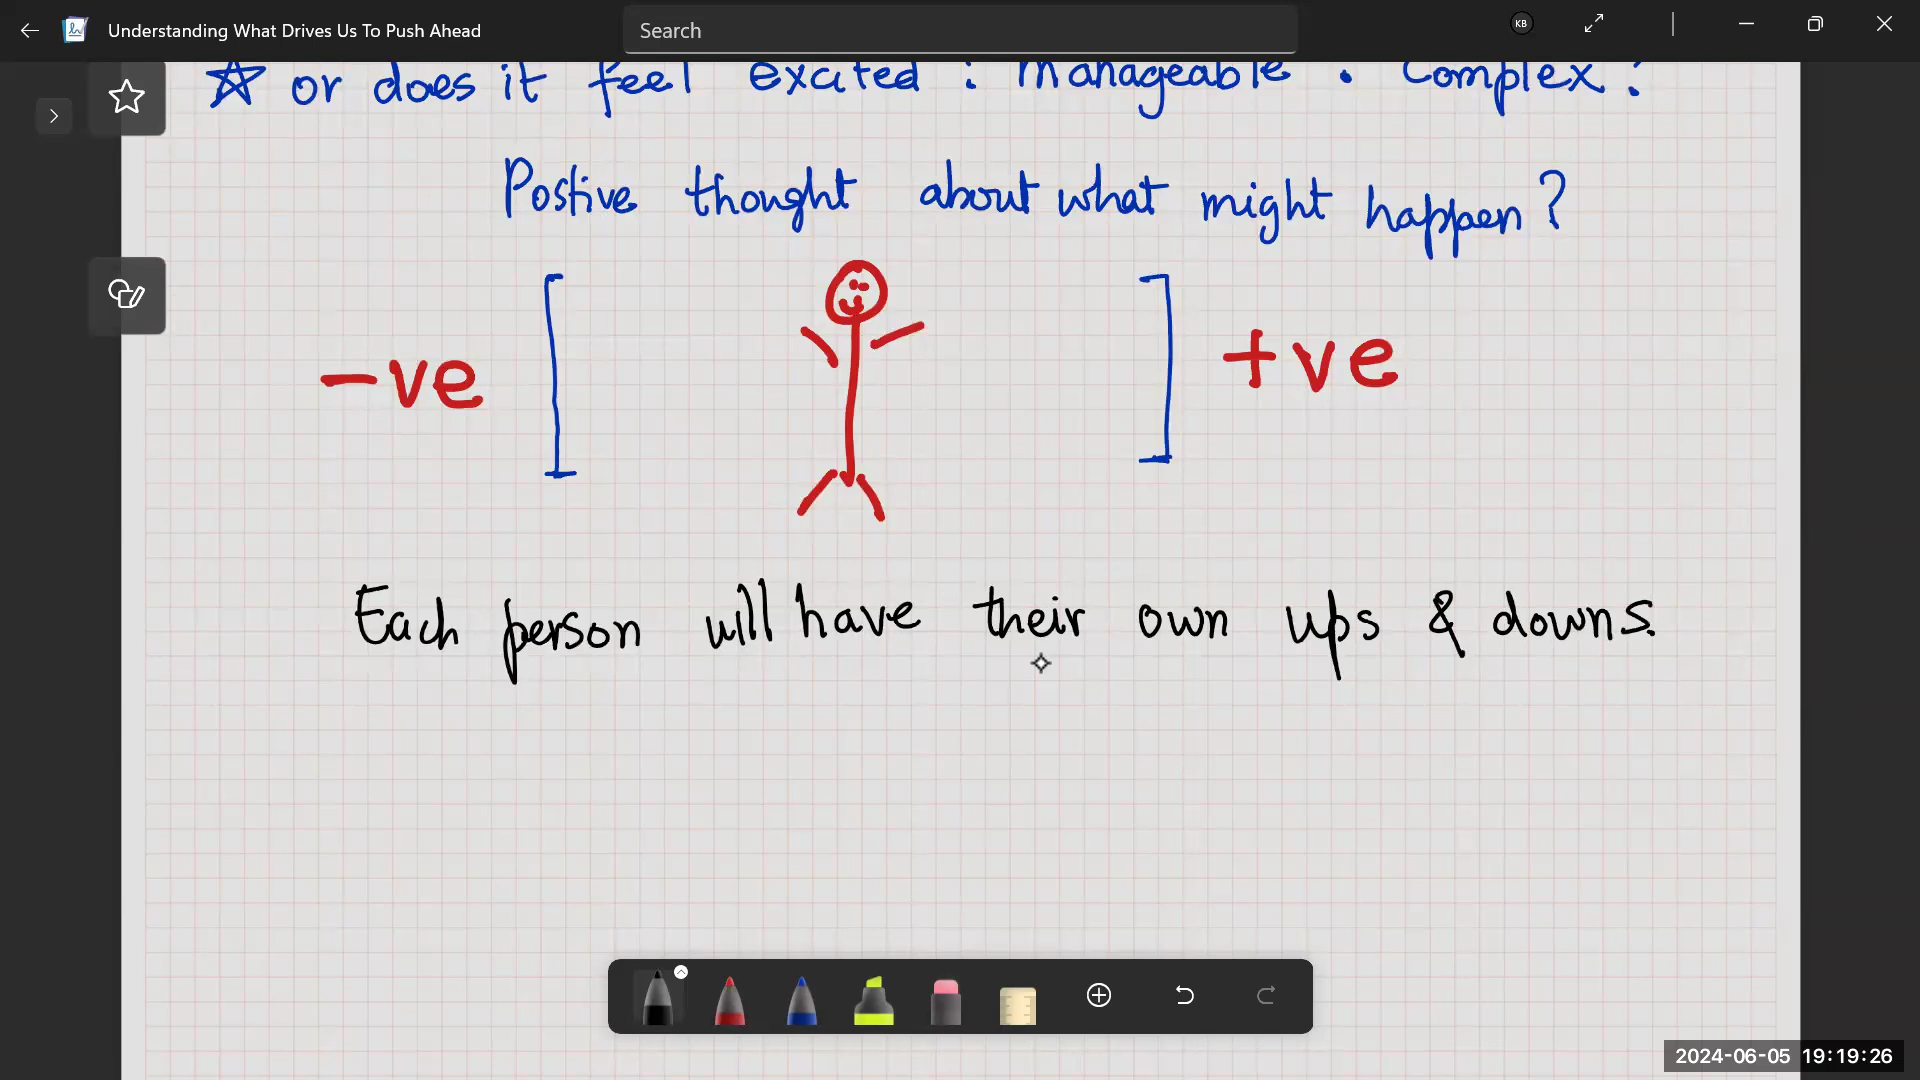 Understanding What Drives Us To Push Ahead
Search
KB
☆ or does it feel excited : Manageable . Complex :
Postive thought about what might happen ?
-ve
+ve
Each person will have their own ups & downs.
2024-06-05 19:19:26